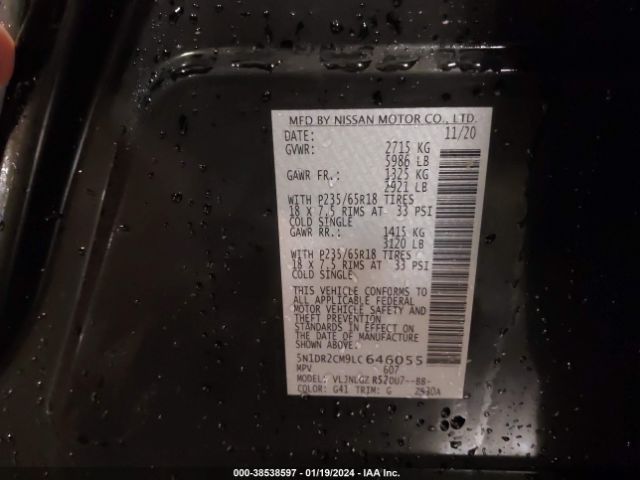 MFD BY NISSAN MOTOR CO., LTD.
DATE: 11/20
GVWR: 2715 KG
5986 LB
GAWR FR.: 1325 KG
2921 LB
WITH P235/65R18 TIRES
18 X 7.5 RIMS AT 33 PSI
COLD SINGLE
GAWR RR.: 1415 KG
3120 LB
WITH P235/65R18 TIRES
18 X 7.5 RIMS AT 33 PSI
COLD SINGLE
THIS VEHICLE CONFORMS TO
ALL APPLICABLE FEDERAL
MOTOR VEHICLE SAFETY AND
THEFT PREVENTION
STANDARDS IN EFFECT ON
THE DATE OF MANUFACTURE
SHOWN ABOVE.
5N1DR2CM9LC646055
MPV 607
MODEL: R52DU7--BB-
COLOR: G41 TRIM: G
000-38538597 - 01/19/2024 - IAA Inc.